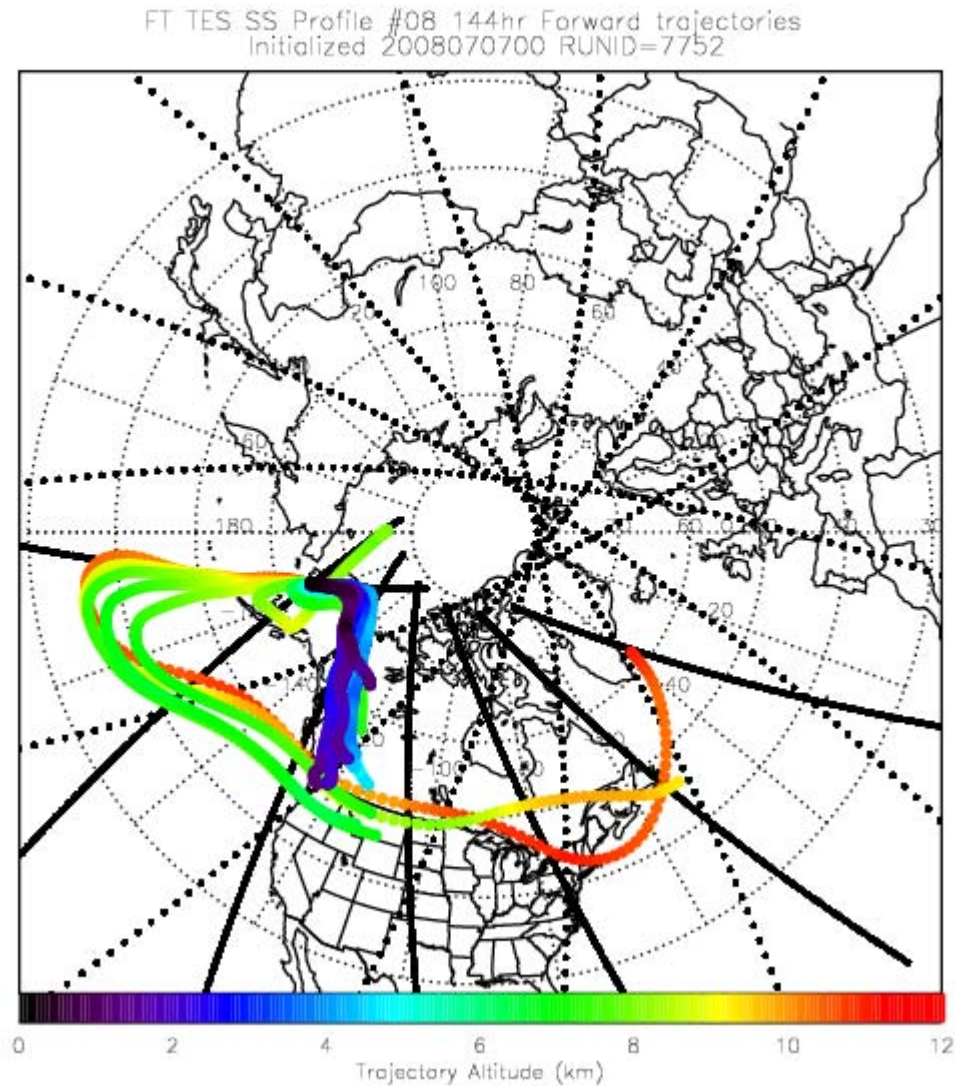 FT TES SS Profile #08 144hr Forward trajectories
Initialized 2008070700 RUNID=7752
100 80
20 60
160
180 60 0 40 30
20
-140 40
-100
0 2 4 6 8 10 12
Trajectory Altitude (km)